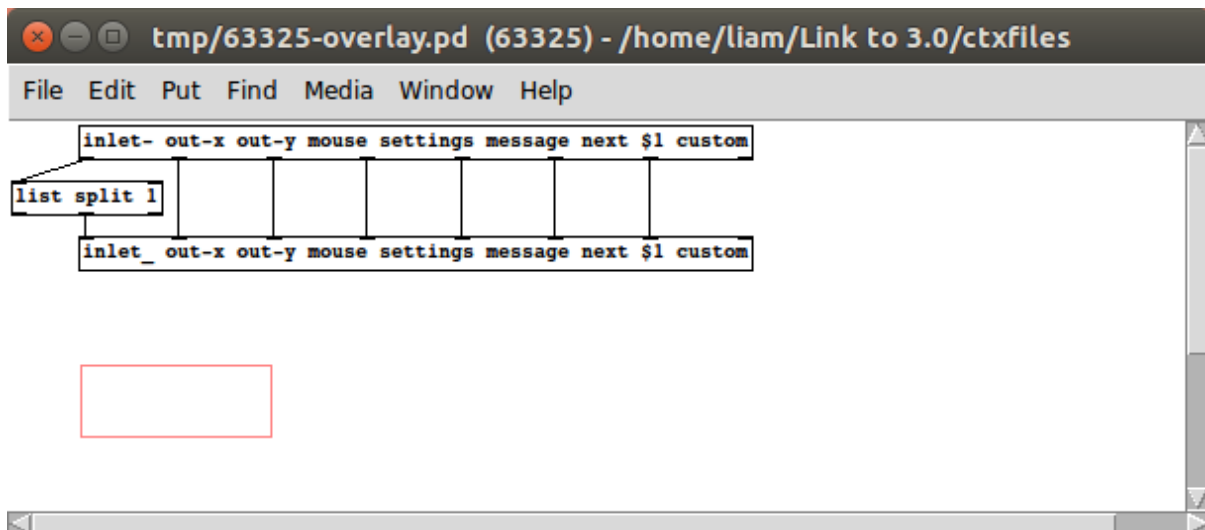 tmp/63325-overlay.pd (63325) - /home/liam/Link to 3.0/ctxfiles
File Edit Put Find Media Window Help
inlet- out-x out-y mouse settings message next $1 custom
list split 1
inlet_ out-x out-y mouse settings message next $1 custom